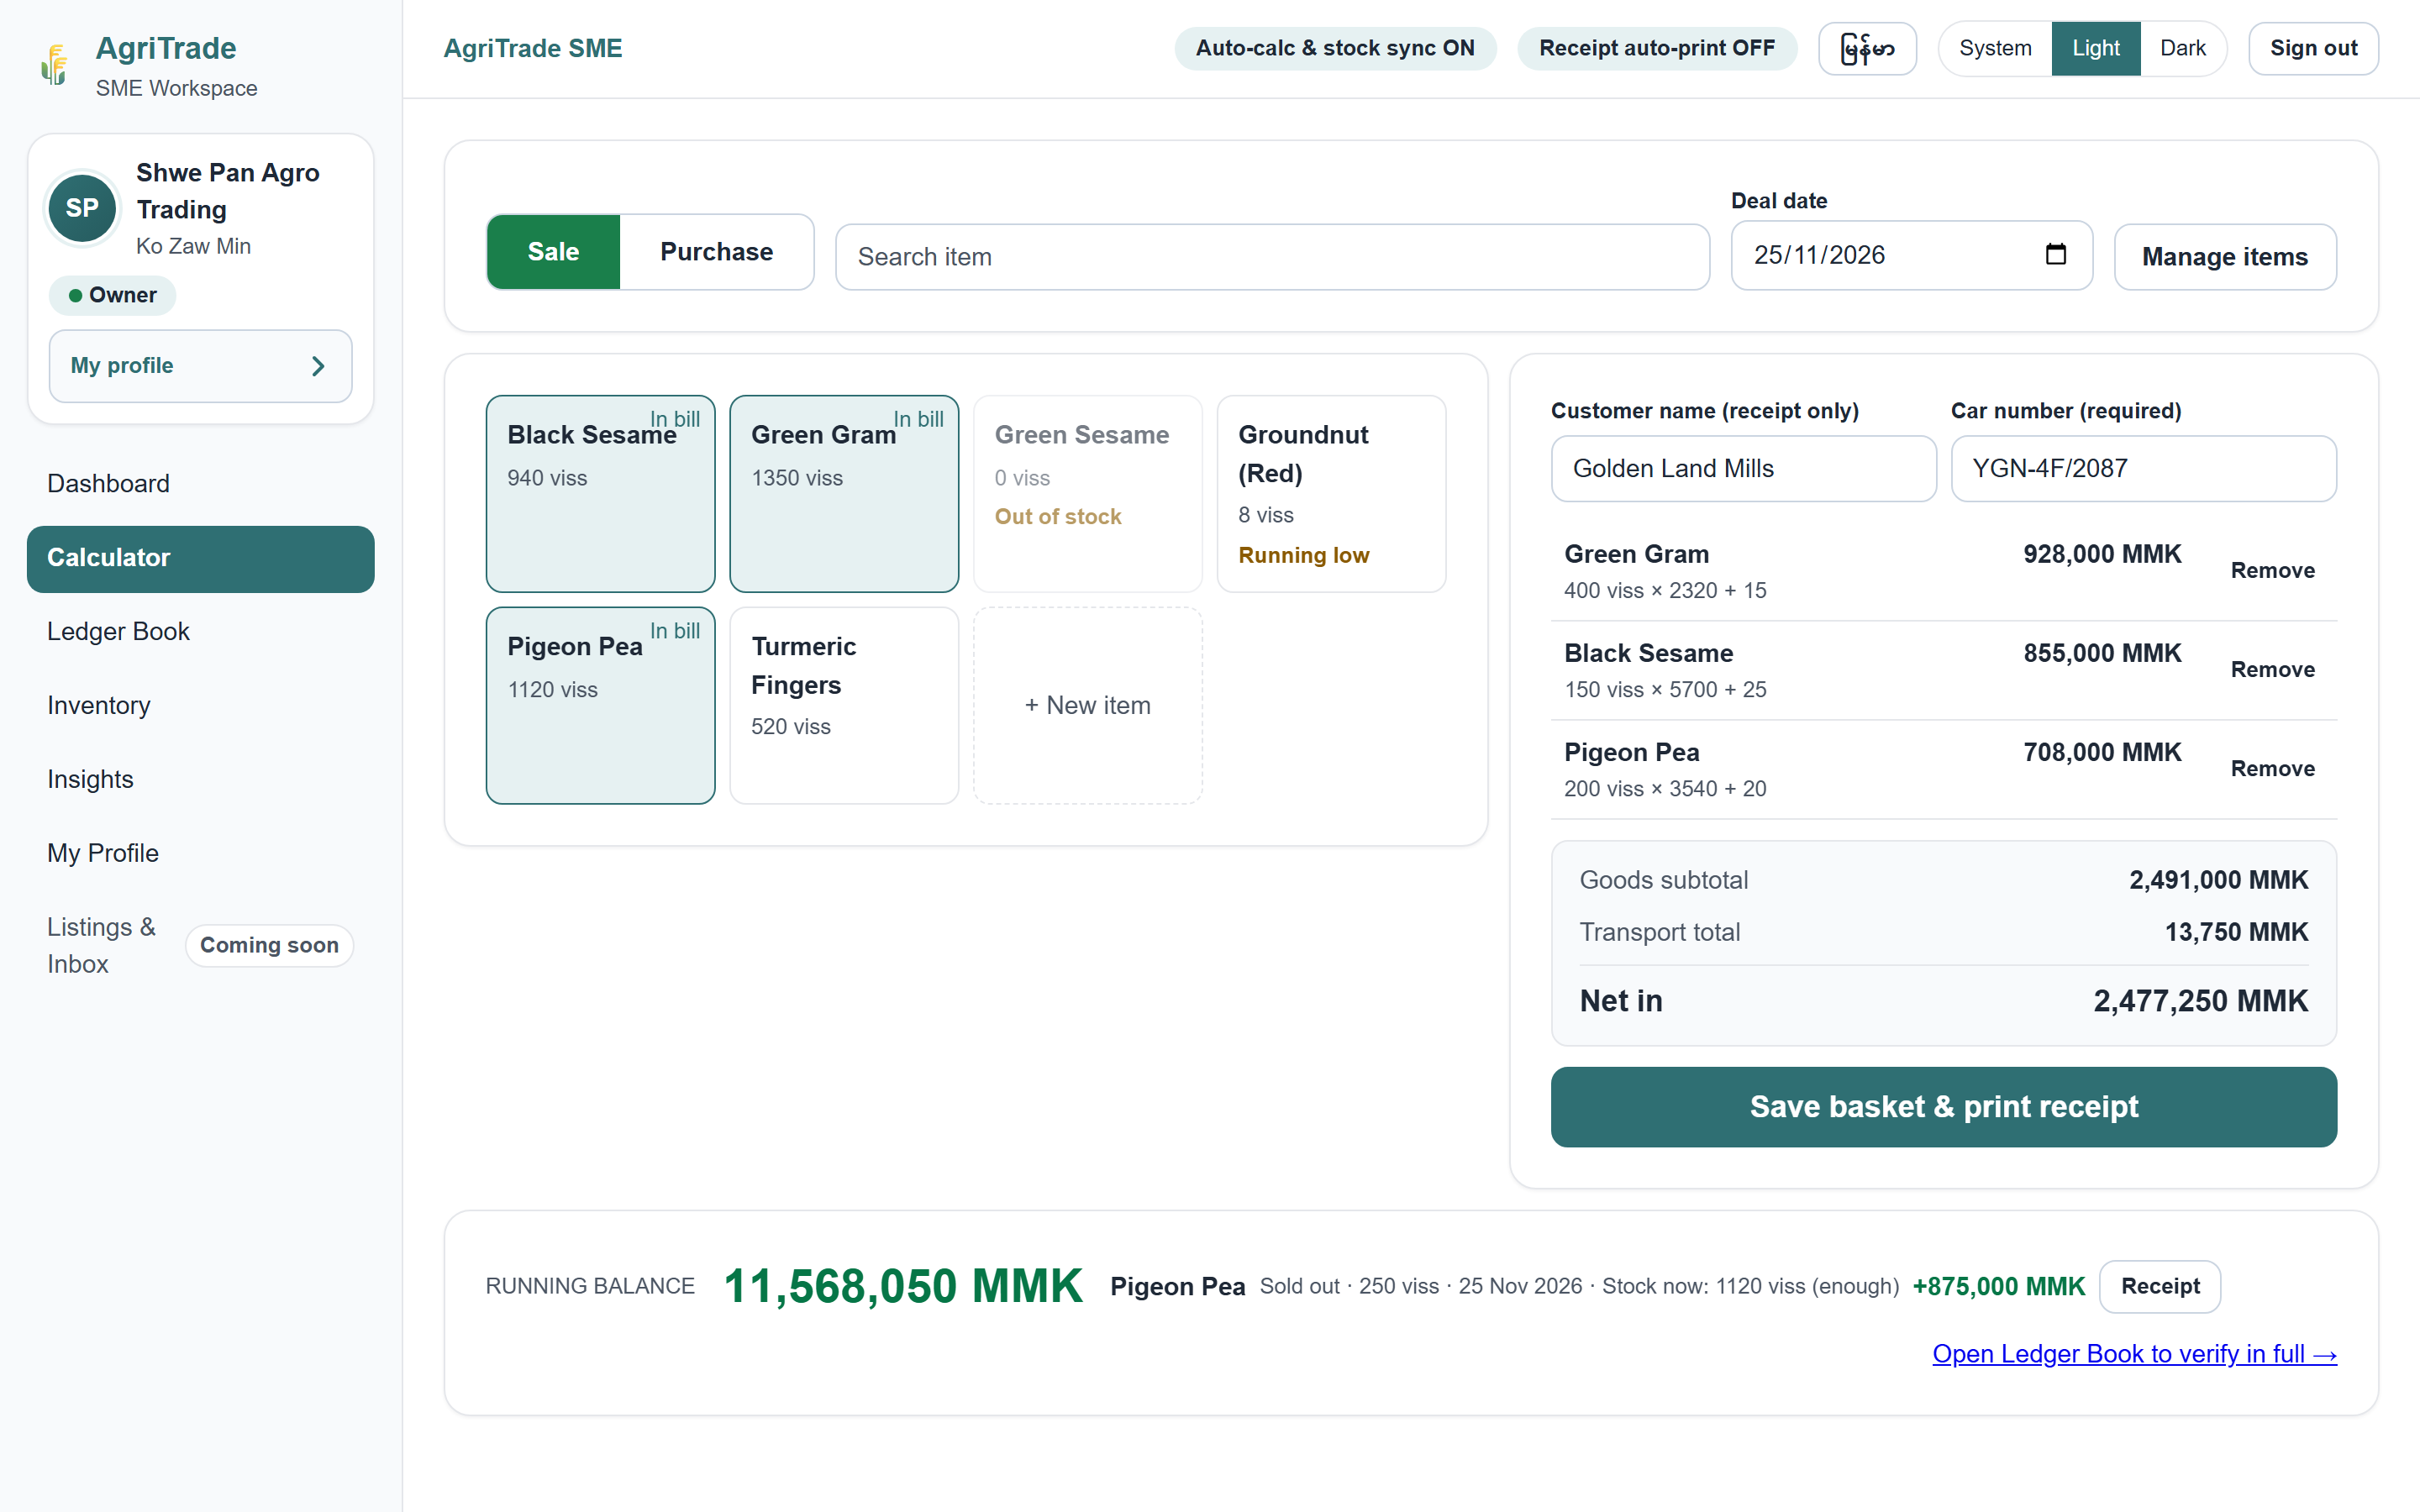 AgriTrade
SME Workspace
SP
Shwe Pan Agro
Trading
Ko Zaw Min
Owner
My profile
Dashboard
Calculator
Ledger Book
Inventory
Insights
My Profile
Listings &
Inbox
Coming soon
AgriTrade SME
Auto-calc & stock sync ON
Receipt auto-print OFF
မြန်မာ
System
Light
Dark
Sign out
Sale
Purchase
Search item
Deal date
25/11/2026
Manage items
In bill
Black Sesame
940 viss
In bill
Green Gram
1350 viss
Green Sesame
0 viss
Out of stock
Groundnut
(Red)
8 viss
Running low
In bill
Pigeon Pea
1120 viss
Turmeric
Fingers
520 viss
+ New item
Customer name (receipt only)
Golden Land Mills
Car number (required)
YGN-4F/2087
Green Gram
928,000 MMK
400 viss × 2320 + 15
Remove
Black Sesame
855,000 MMK
150 viss × 5700 + 25
Remove
Pigeon Pea
708,000 MMK
200 viss × 3540 + 20
Remove
Goods subtotal
2,491,000 MMK
Transport total
13,750 MMK
Net in
2,477,250 MMK
Save basket & print receipt
RUNNING BALANCE
11,568,050 MMK
Pigeon Pea
Sold out · 250 viss · 25 Nov 2026 · Stock now: 1120 viss (enough)
+875,000 MMK
Receipt
Open Ledger Book to verify in full →